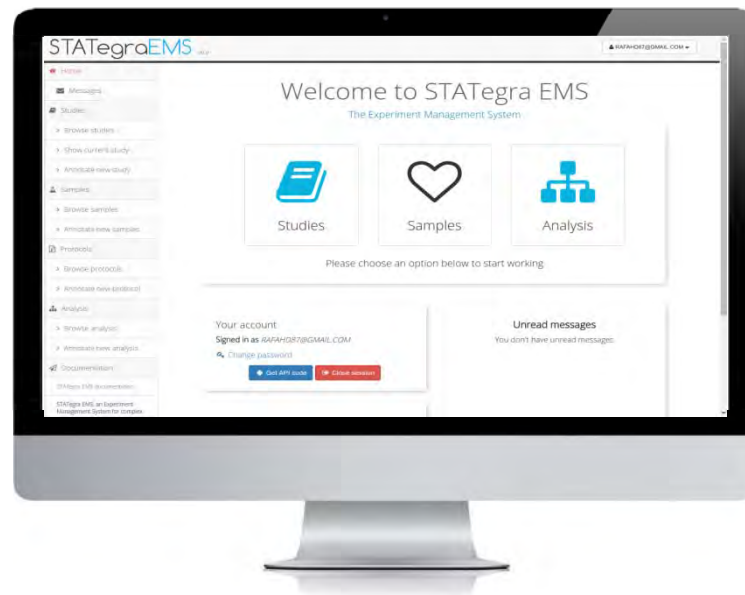 STATegraEMS
RAFAHD87@GMAIL.COM
Home
Messages
Studies
Browse studies
Show current study
Annotate new study
Samples
Browse samples
Annotate new samples
Protocols
Browse protocols
Annotate new protocol
Analysis
Browse analysis
Annotate new analysis
Documentation
STATegra EMS documentation
STATegra EMS, an Experiment
Management System for complex
Welcome to STATegra EMS
The Experiment Management System
Studies
Samples
Analysis
Please choose an option below to start working
Your account
Signed in as RAFAHD87@GMAIL.COM
Change password
Get API code
Close session
Unread messages
You don't have unread messages